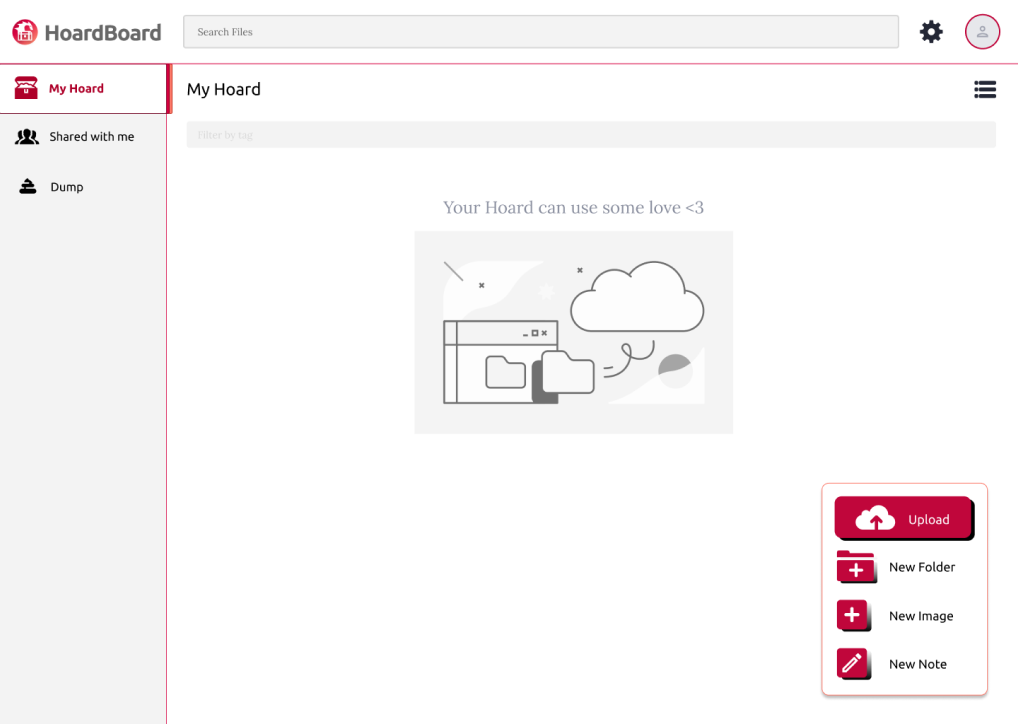 HoardBoard
Search Files
My Hoard
My Hoard
Filter by tag
Shared with me
Dump
Your Hoard can use some love <3
Upload
New Folder
New Image
New Note